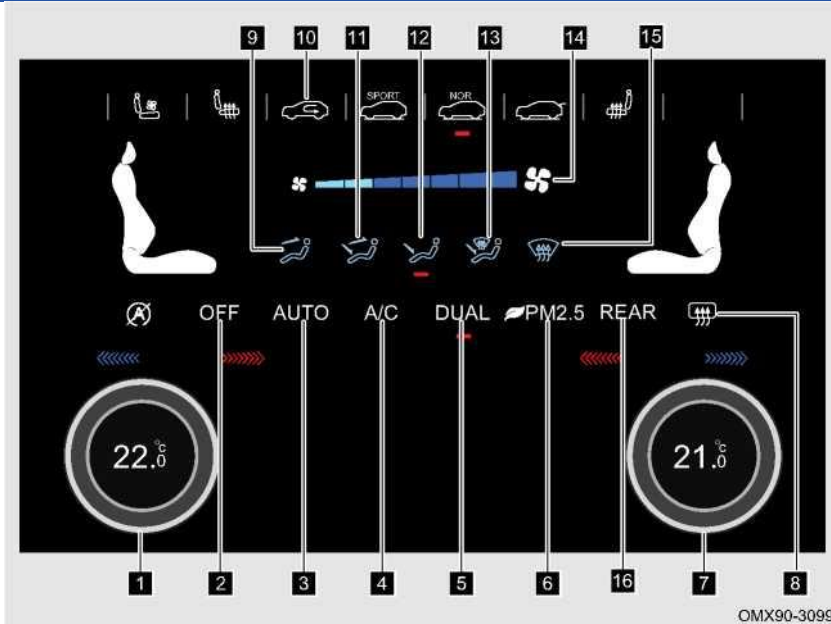 9 10 11 12 13 14 15
SPORT NOR
OFF AUTO A/C DUAL PM2.5 REAR
22.0°C 21.0°C
1 2 3 4 5 6 16 7 8
OMX90-3099